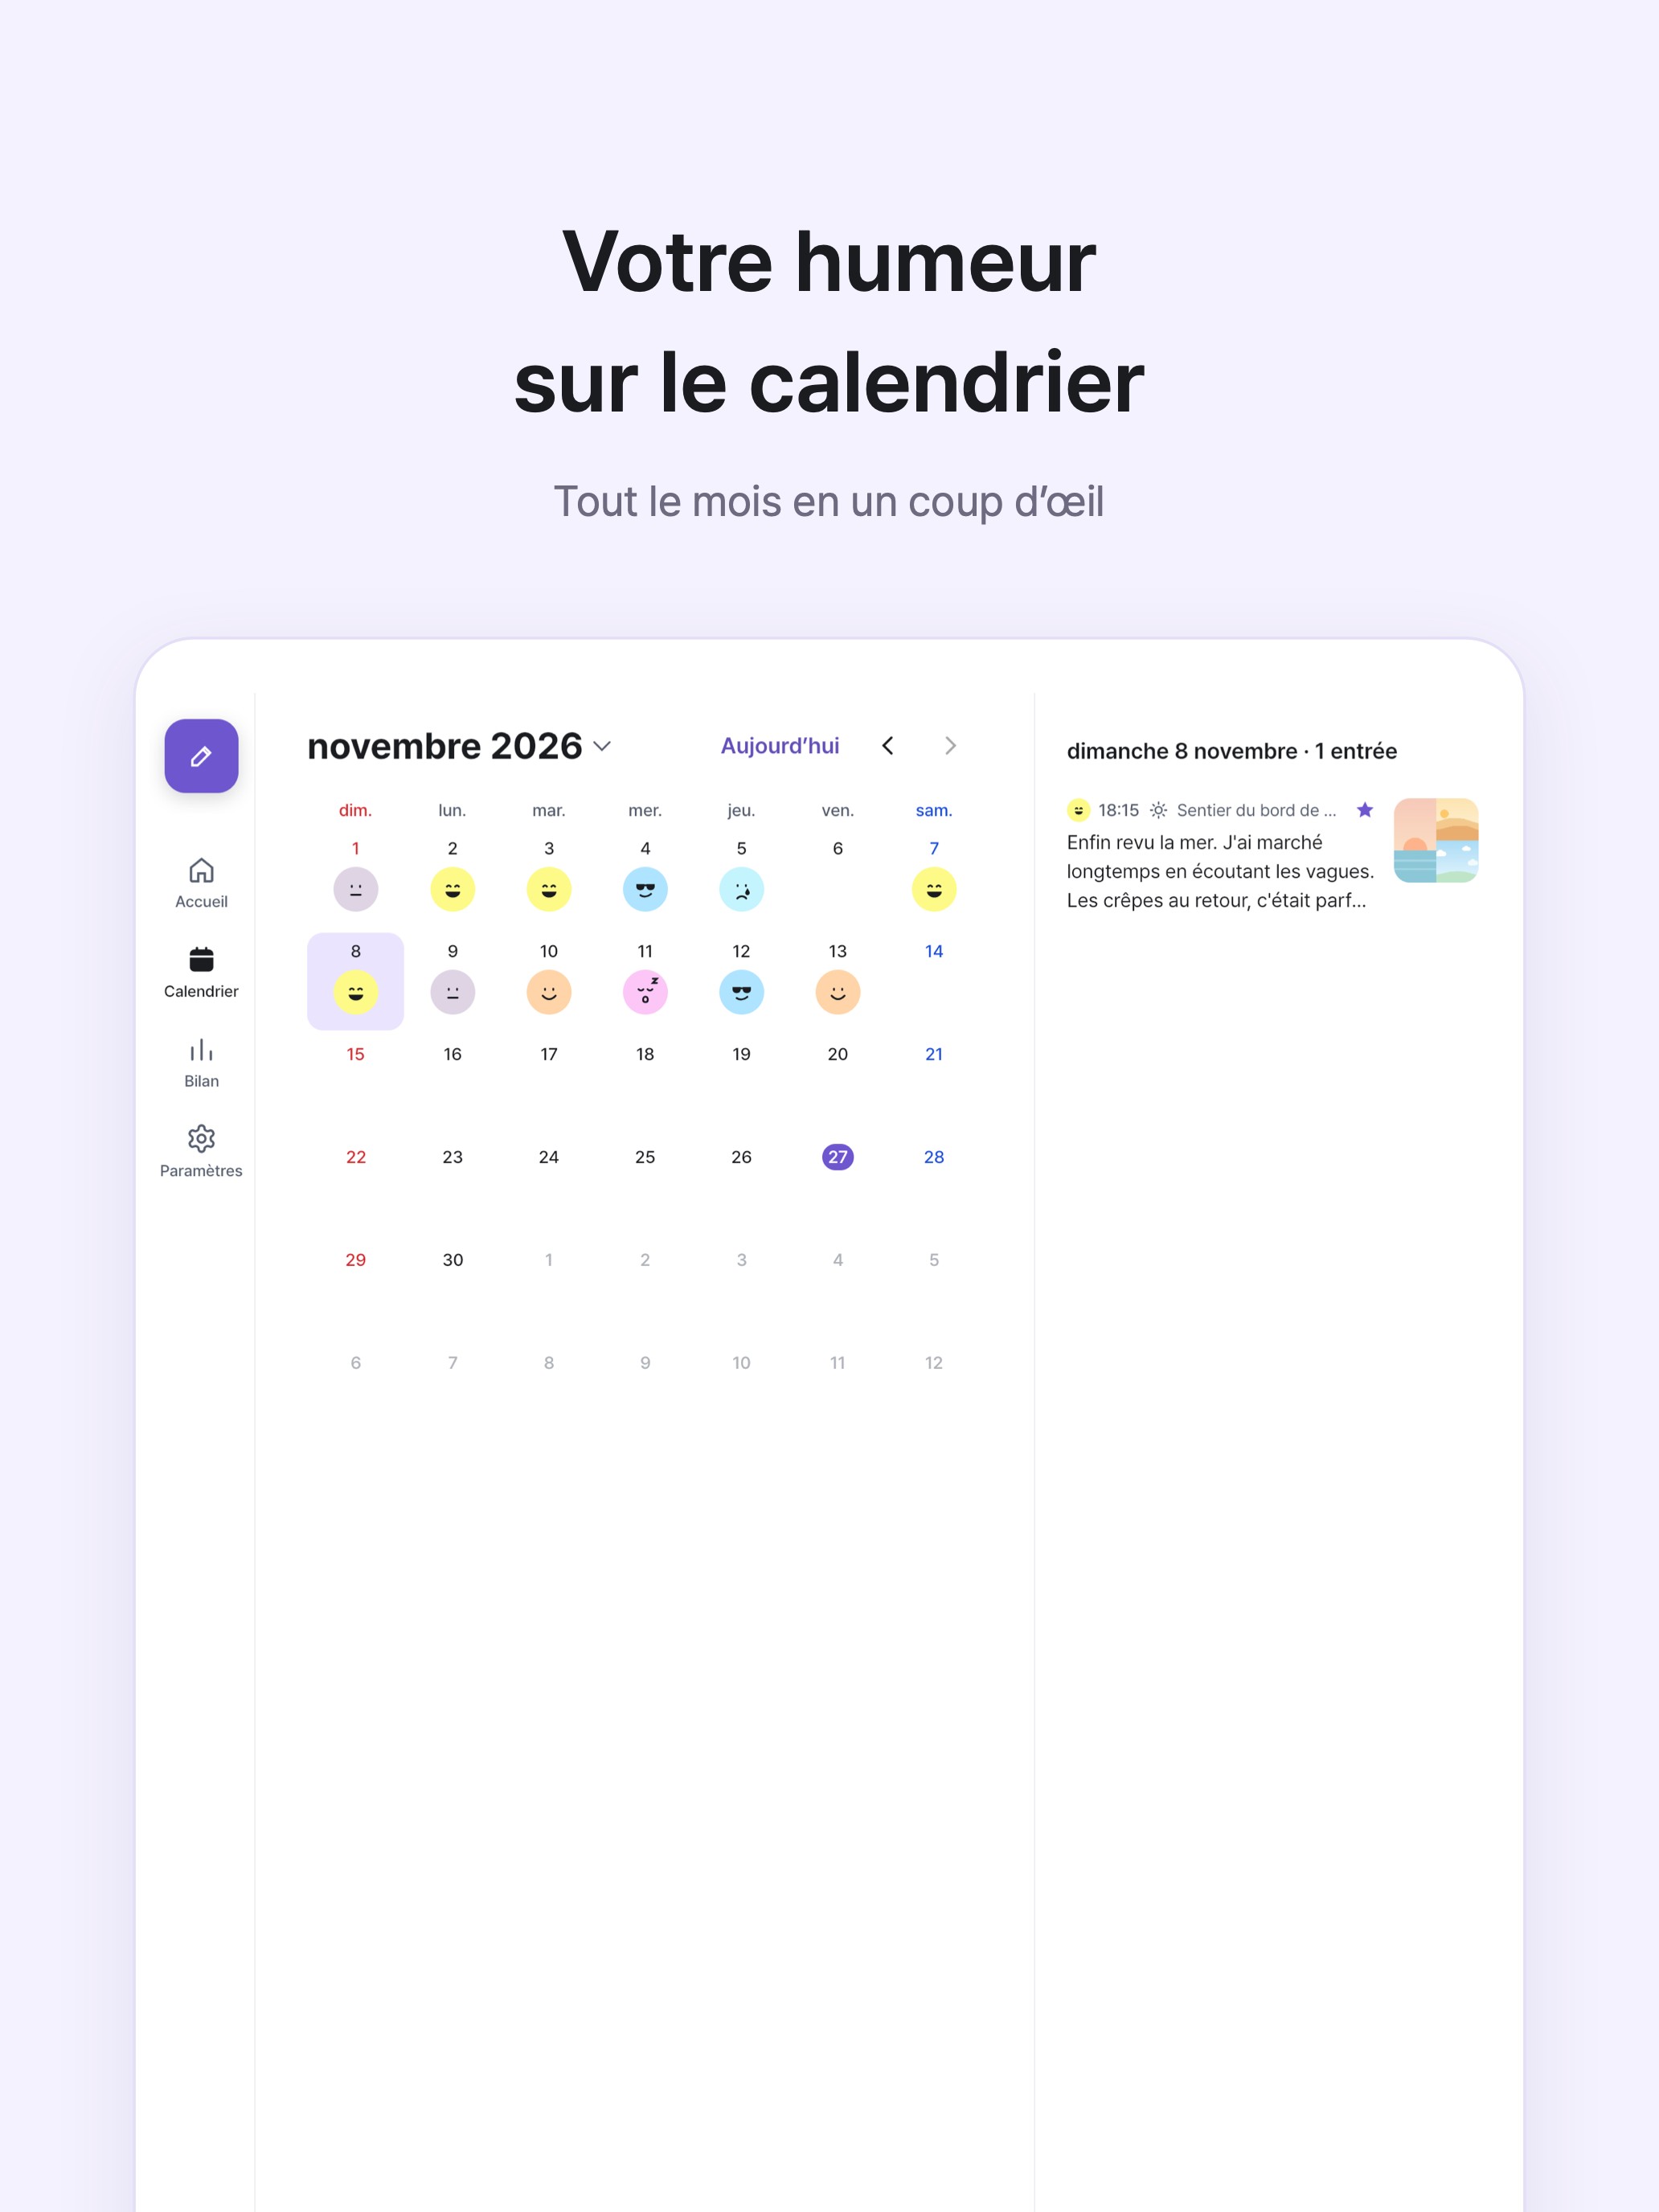 Votre humeur
sur le calendrier
Tout le mois en un coup d’œil
Accueil
Calendrier
Bilan
Paramètres
novembre 2026
Aujourd’hui
dim. lun. mar. mer. jeu. ven. sam.
1 2 3 4 5 6 7
8 9 10 11 12 13 14
15 16 17 18 19 20 21
22 23 24 25 26 27 28
29 30 1 2 3 4 5
6 7 8 9 10 11 12
dimanche 8 novembre · 1 entrée
18:15 Sentier du bord de ...
Enfin revu la mer. J'ai marché
longtemps en écoutant les vagues.
Les crêpes au retour, c'était parf...